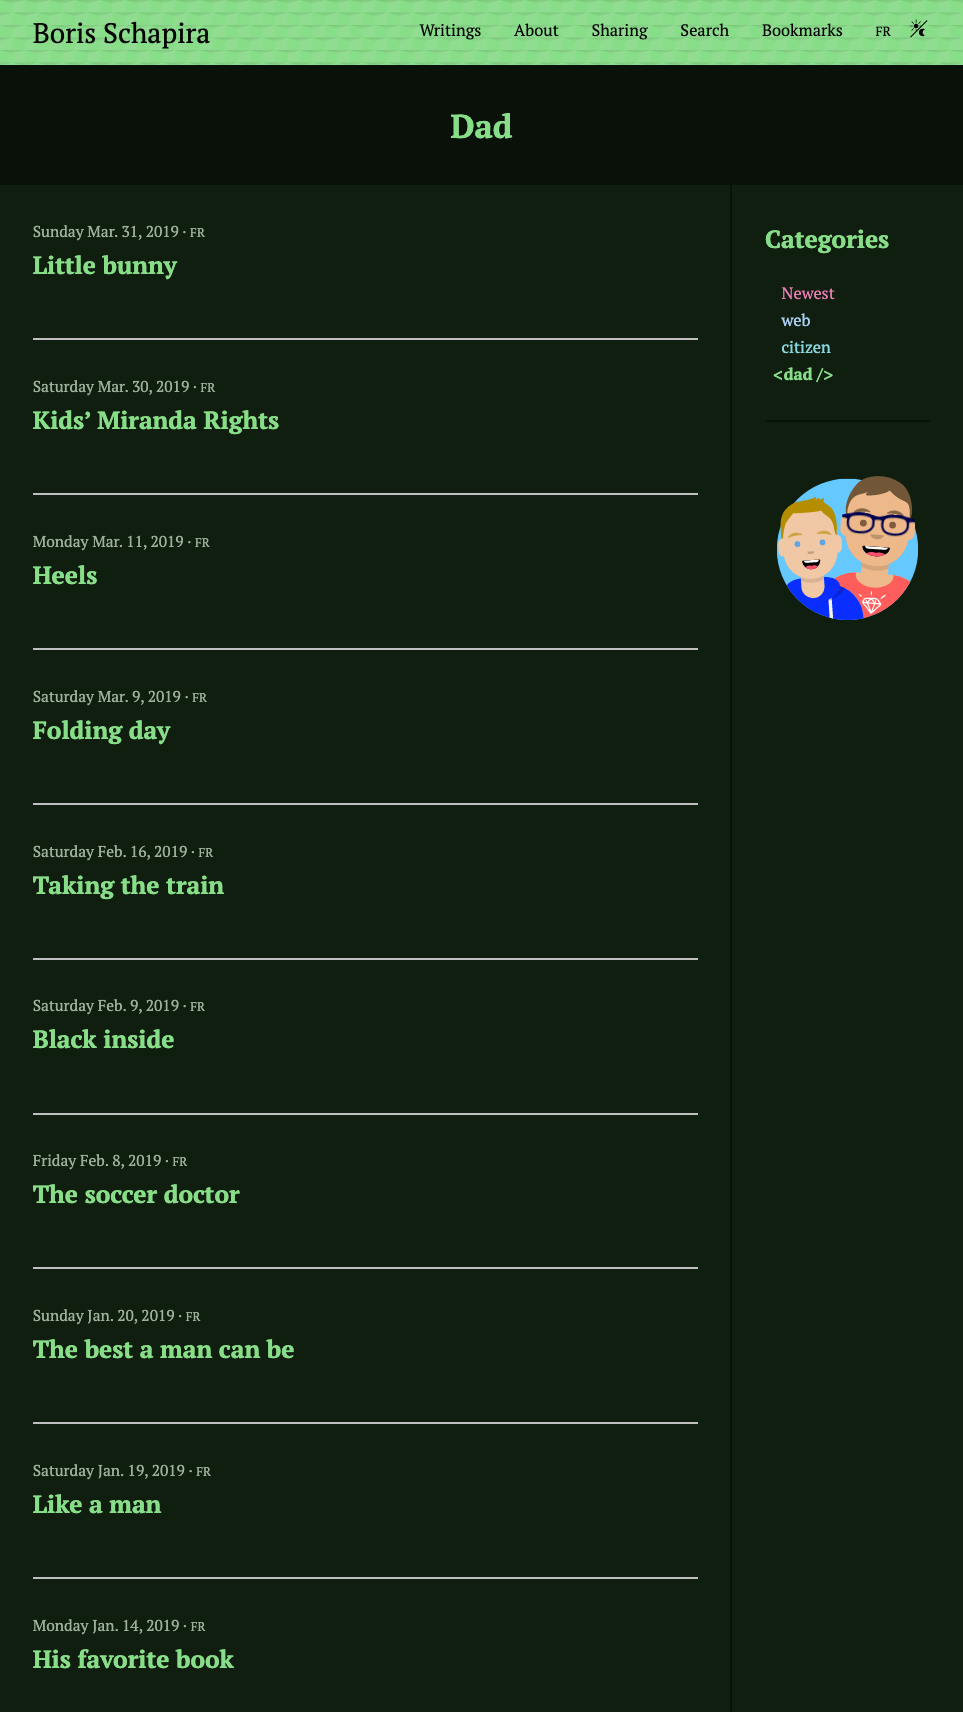 Boris Schapira
Writings About Sharing Search Bookmarks FR
Dad
Sunday Mar. 31, 2019 · FR
Little bunny
Saturday Mar. 30, 2019 · FR
Kids’ Miranda Rights
Monday Mar. 11, 2019 · FR
Heels
Saturday Mar. 9, 2019 · FR
Folding day
Saturday Feb. 16, 2019 · FR
Taking the train
Saturday Feb. 9, 2019 · FR
Black inside
Friday Feb. 8, 2019 · FR
The soccer doctor
Sunday Jan. 20, 2019 · FR
The best a man can be
Saturday Jan. 19, 2019 · FR
Like a man
Monday Jan. 14, 2019 · FR
His favorite book
Categories
Newest
web
citizen
<dad />